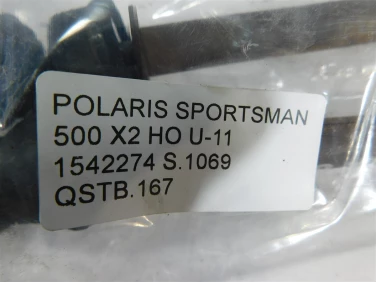 POLARIS SPORTSMAN
500 X2 HO U-11
1542274 S.1069
QSTB.167